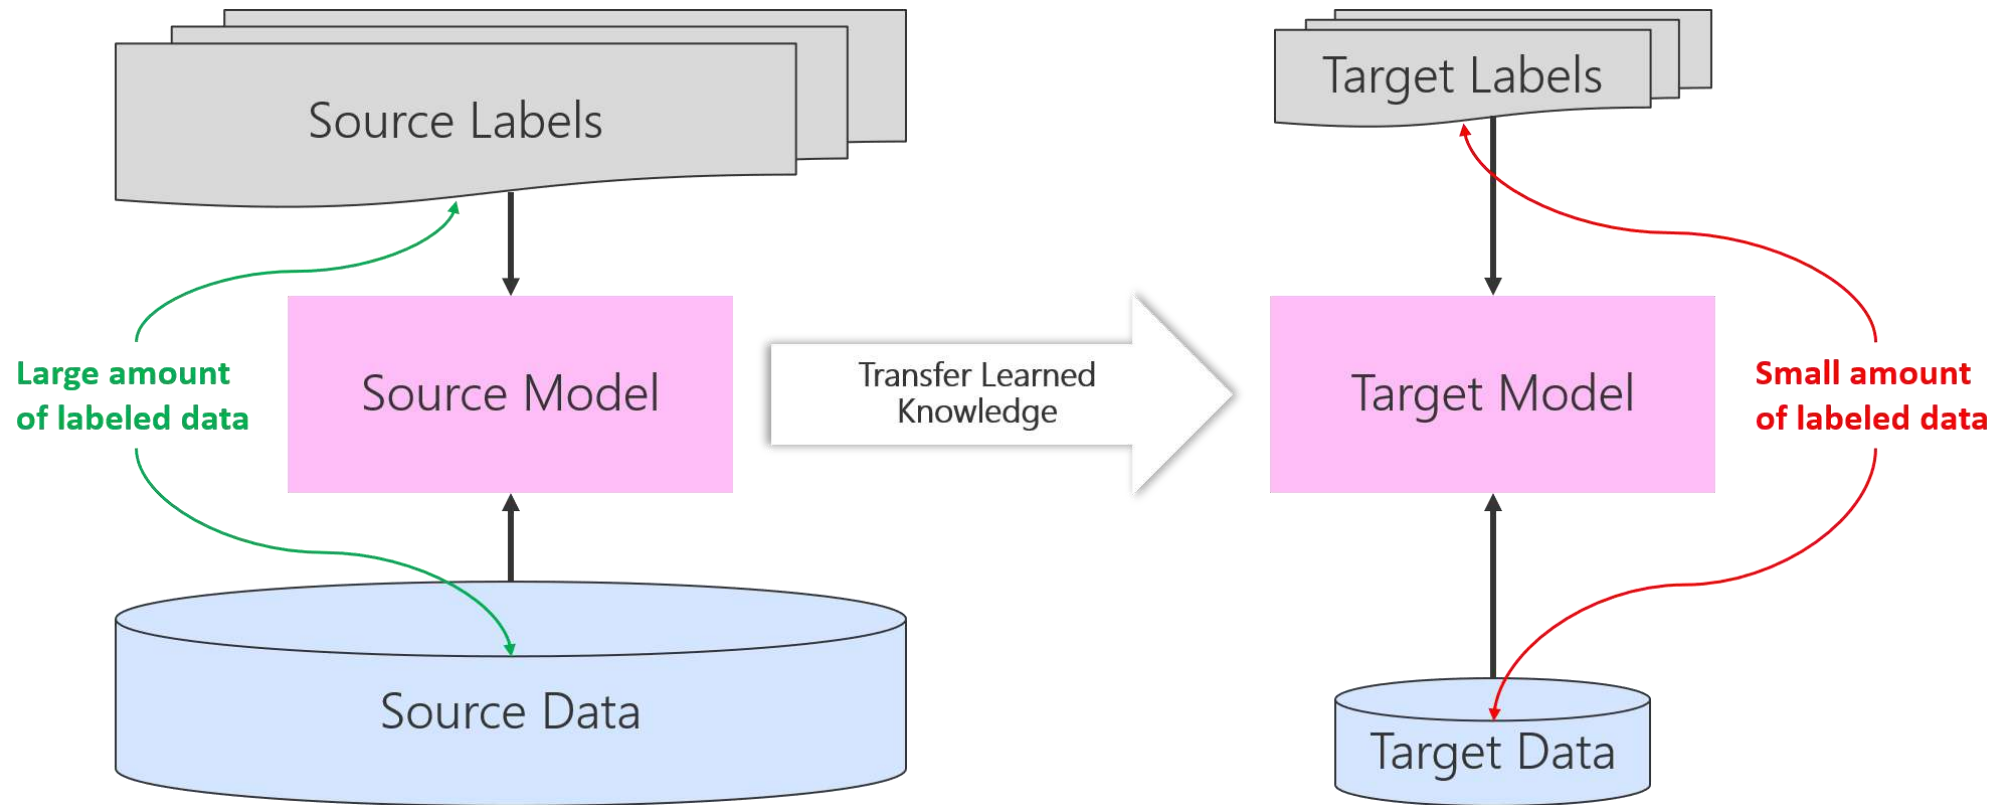 Source Labels
Target Labels
Large amount
of labeled data
Source Model
Transfer Learned
Knowledge
Target Model
Small amount
of labeled data
Source Data
Target Data